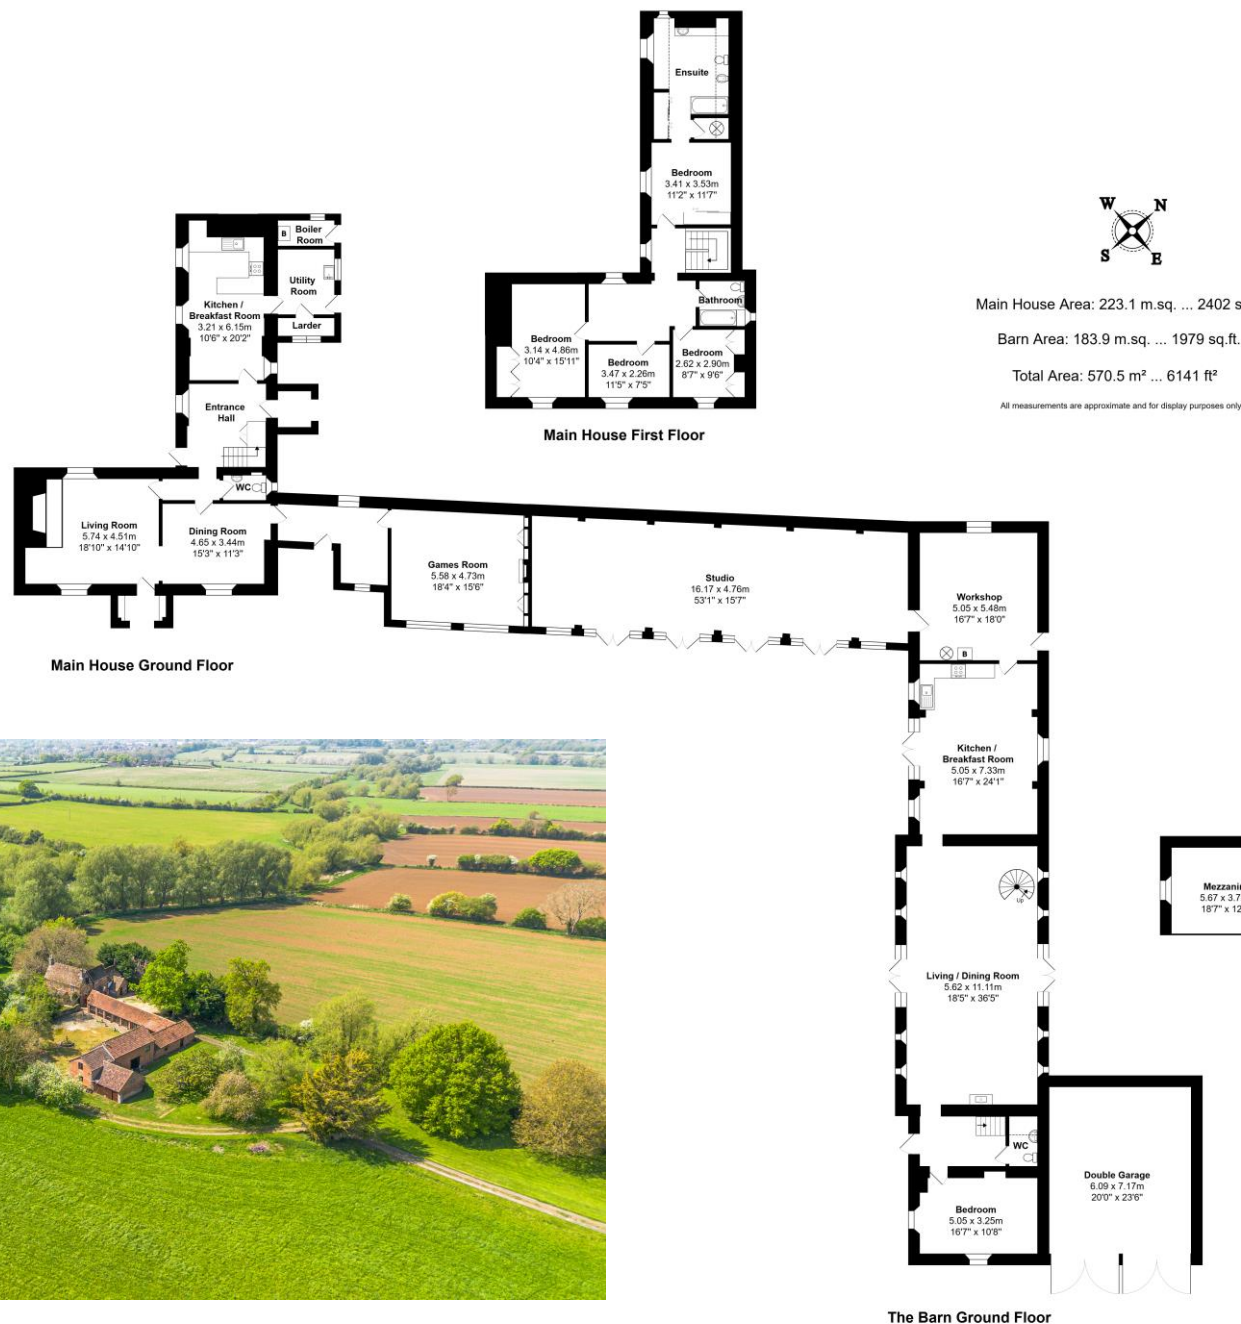 Ensuite
Bedroom
3.41 x 3.53m
11'2" x 11'7"
Bathroom
Bedroom
3.14 x 4.86m
10'4" x 15'11"
Bedroom
3.47 x 2.26m
11'5" x 7'5"
Bedroom
2.62 x 2.90m
8'7" x 9'6"
Main House First Floor
W N
S E
Main House Area: 223.1 m.sq. ... 2402 s
Barn Area: 183.9 m.sq. ... 1979 sq.ft.
Total Area: 570.5 m² ... 6141 ft²
All measurements are approximate and for display purposes only
B
Boiler
Room
Utility
Room
Larder
Kitchen /
Breakfast Room
3.21 x 6.15m
10'6" x 20'2"
Entrance
Hall
WC
Living Room
5.74 x 4.51m
18'10" x 14'10"
Dining Room
4.65 x 3.44m
15'3" x 11'3"
Main House Ground Floor
Games Room
5.58 x 4.73m
18'4" x 15'6"
Studio
16.17 x 4.76m
53'1" x 15'7"
Workshop
5.05 x 5.48m
16'7" x 18'0"
B
Kitchen /
Breakfast Room
5.05 x 7.33m
16'7" x 24'1"
Up
Living / Dining Room
5.62 x 11.11m
18'5" x 36'5"
WC
Bedroom
5.05 x 3.25m
16'7" x 10'8"
Double Garage
6.09 x 7.17m
20'0" x 23'6"
The Barn Ground Floor
Mezzani
5.67 x 3.7
18'7" x 12